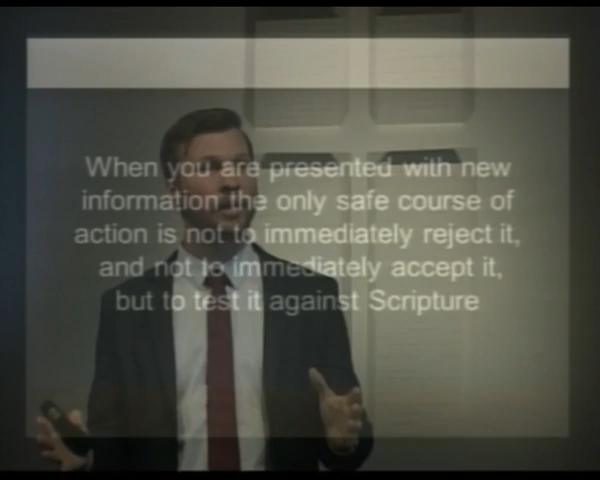 When you are presented with new
information the only safe course of
action is not to immediately reject it,
and not to immediately accept it,
but to test it against Scripture